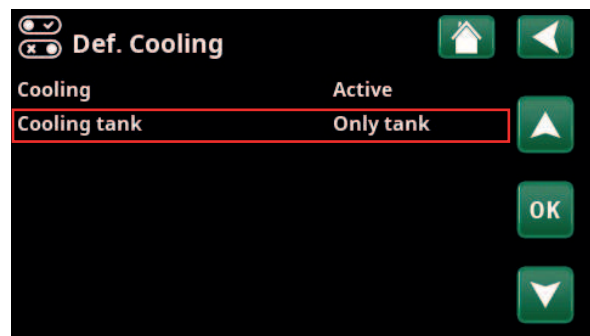 Def. Cooling
Cooling Active
Cooling tank Only tank
OK